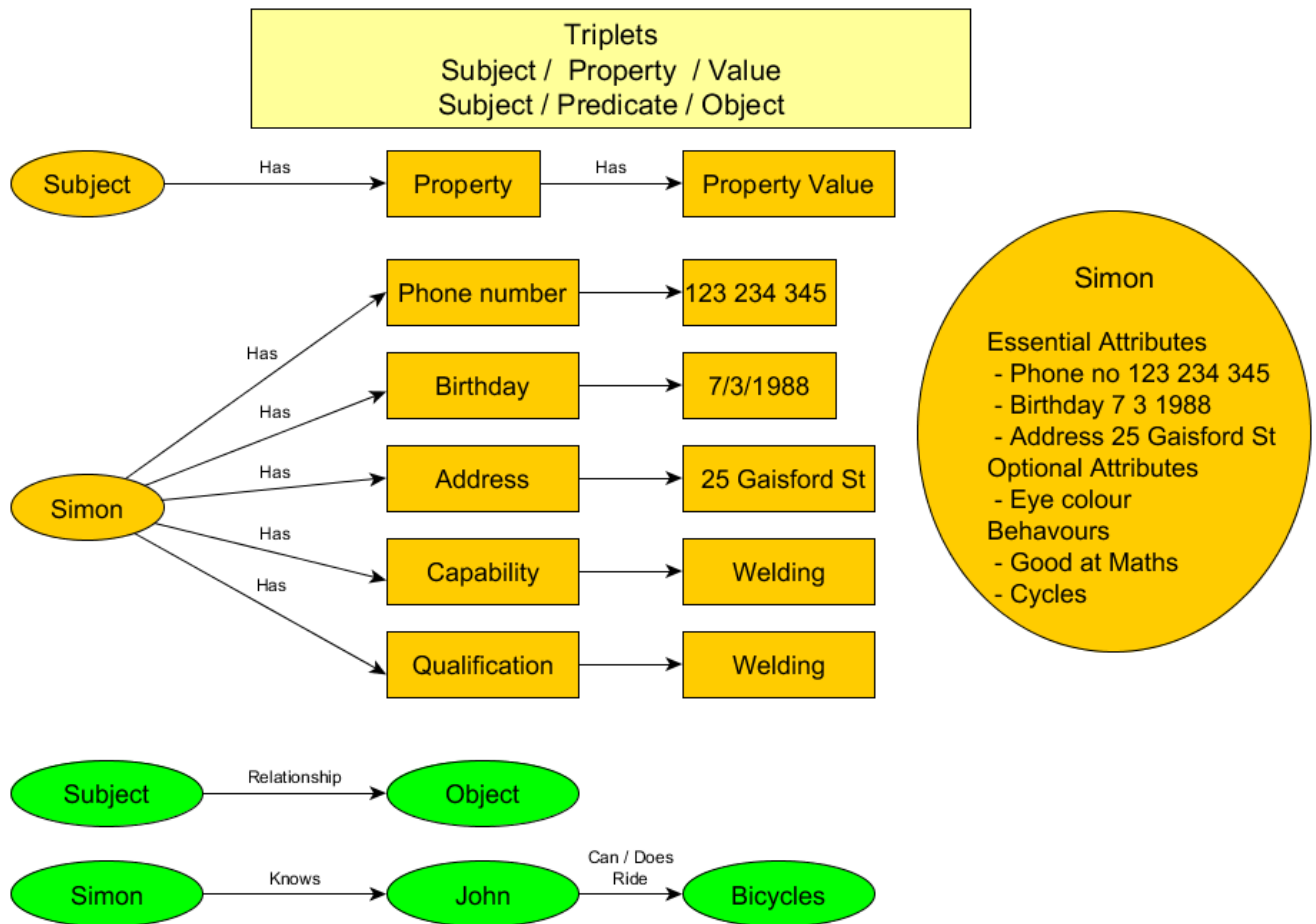 Triplets
Subject / Property / Value
Subject / Predicate / Object
Subject
Has
Property
Has
Property Value
Simon
Has
Phone number
123 234 345
Has
Birthday
7/3/1988
Has
Address
25 Gaisford St
Has
Capability
Welding
Has
Qualification
Welding
Simon
Essential Attributes
- Phone no 123 234 345
- Birthday 7 3 1988
- Address 25 Gaisford St
Optional Attributes
- Eye colour
Behavours
- Good at Maths
- Cycles
Subject
Relationship
Object
Simon
Knows
John
Can / Does
Ride
Bicycles